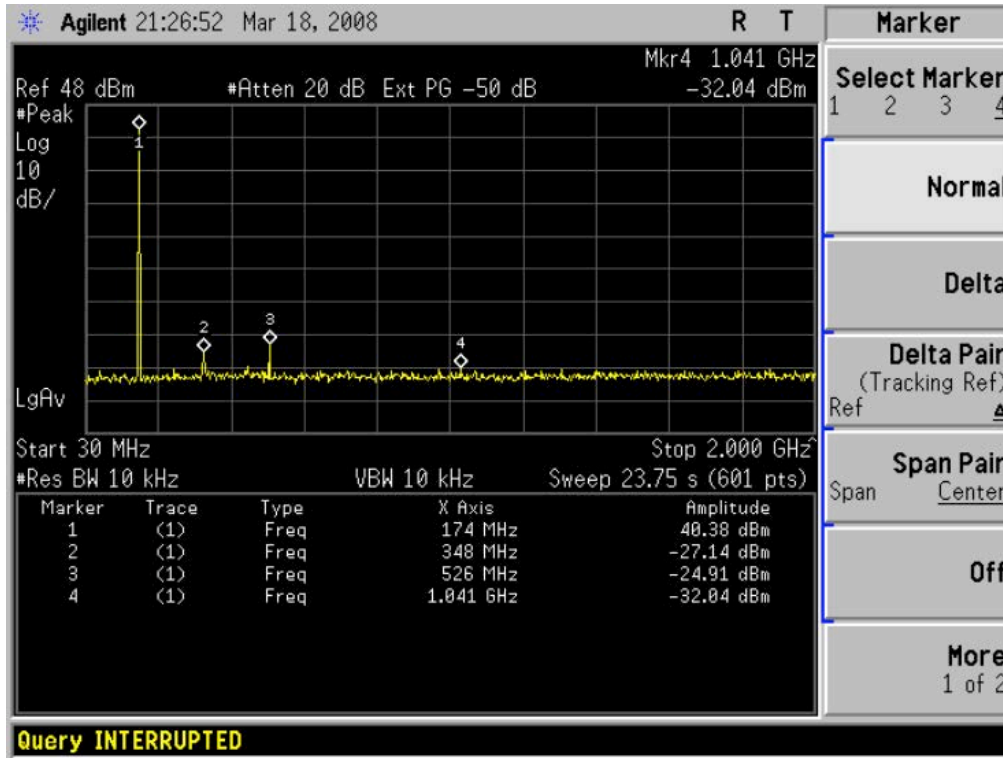 Agilent 21:26:52 Mar 18, 2008 R T
Mkr4 1.041 GHz
Ref 48 dBm #Atten 20 dB Ext PG -50 dB -32.04 dBm
#Peak
Log
10
dB/
1
2
3
4
LgAv
Start 30 MHz Stop 2.000 GHz^
#Res BW 10 kHz VBW 10 kHz Sweep 23.75 s (601 pts)
Marker Trace Type X Axis Amplitude
1 (1) Freq 174 MHz 40.38 dBm
2 (1) Freq 348 MHz -27.14 dBm
3 (1) Freq 526 MHz -24.91 dBm
4 (1) Freq 1.041 GHz -32.04 dBm
Marker
Select Marker
1 2 3 4
Normal
Delta
Delta Pair
(Tracking Ref)
Ref Δ
Span Pair
Span Center
Off
More
1 of 2
Query INTERRUPTED